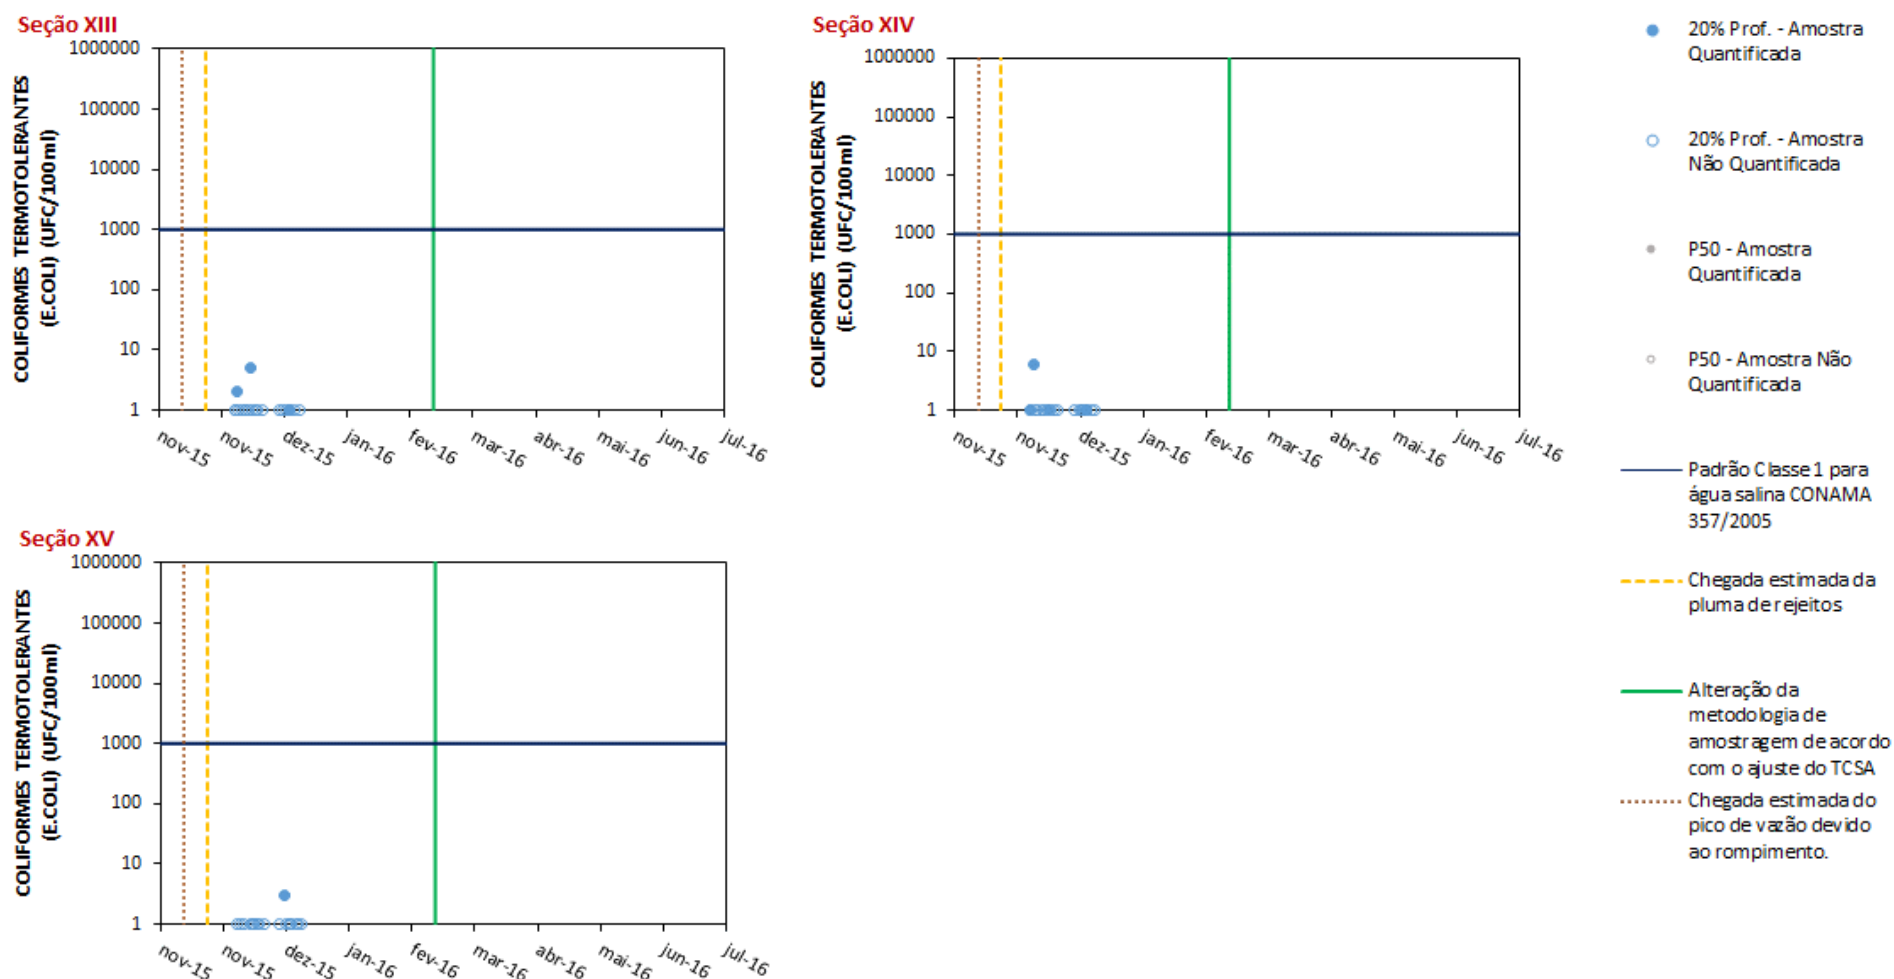 Seção XIII
COLIFORMES TERMOTOLERANTES
(E.COLI) (UFC/100ml)
1000000
100000
10000
1000
100
10
1
nov-15
nov-15
dez-15
jan-16
fev-16
mar-16
abr-16
mai-16
jun-16
jul-16
Seção XIV
COLIFORMES TERMOTOLERANTES
(E.COLI) (UFC/100ml)
1000000
100000
10000
1000
100
10
1
nov-15
nov-15
dez-15
jan-16
fev-16
mar-16
abr-16
mai-16
jun-16
jul-16
Seção XV
COLIFORMES TERMOTOLERANTES
(E.COLI) (UFC/100ml)
1000000
100000
10000
1000
100
10
1
nov-15
nov-15
dez-15
jan-16
fev-16
mar-16
abr-16
mai-16
jun-16
jul-16
20% Prof. - Amostra
Quantificada
20% Prof. - Amostra
Não Quantificada
P50 - Amostra
Quantificada
P50 - Amostra Não
Quantificada
Padrão Classe 1 para
água salina CONAMA
357/2005
Chegada estimada da
pluma de rejeitos
Alteração da
metodologia de
amostragem de acordo
com o ajuste do TCSA
Chegada estimada do
pico de vazão devido
ao rompimento.